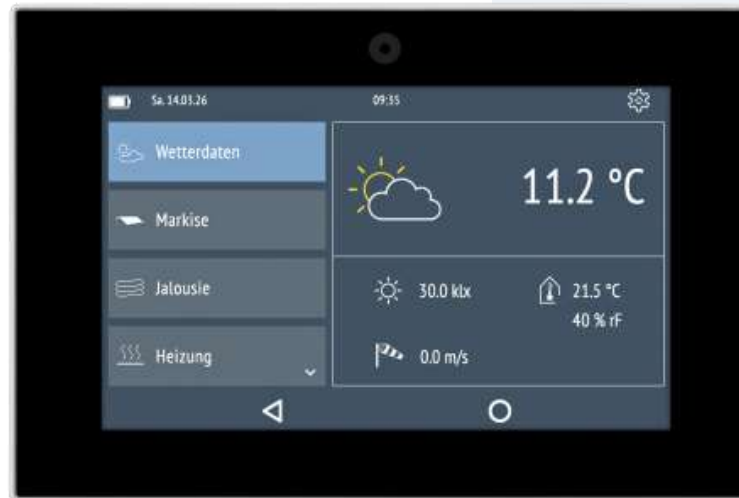 Sa. 14.03.26
09:35
Wetterdaten
Markise
Jalousie
Heizung
11.2 °C
30.0 klx
21.5 °C
40 % rF
0.0 m/s